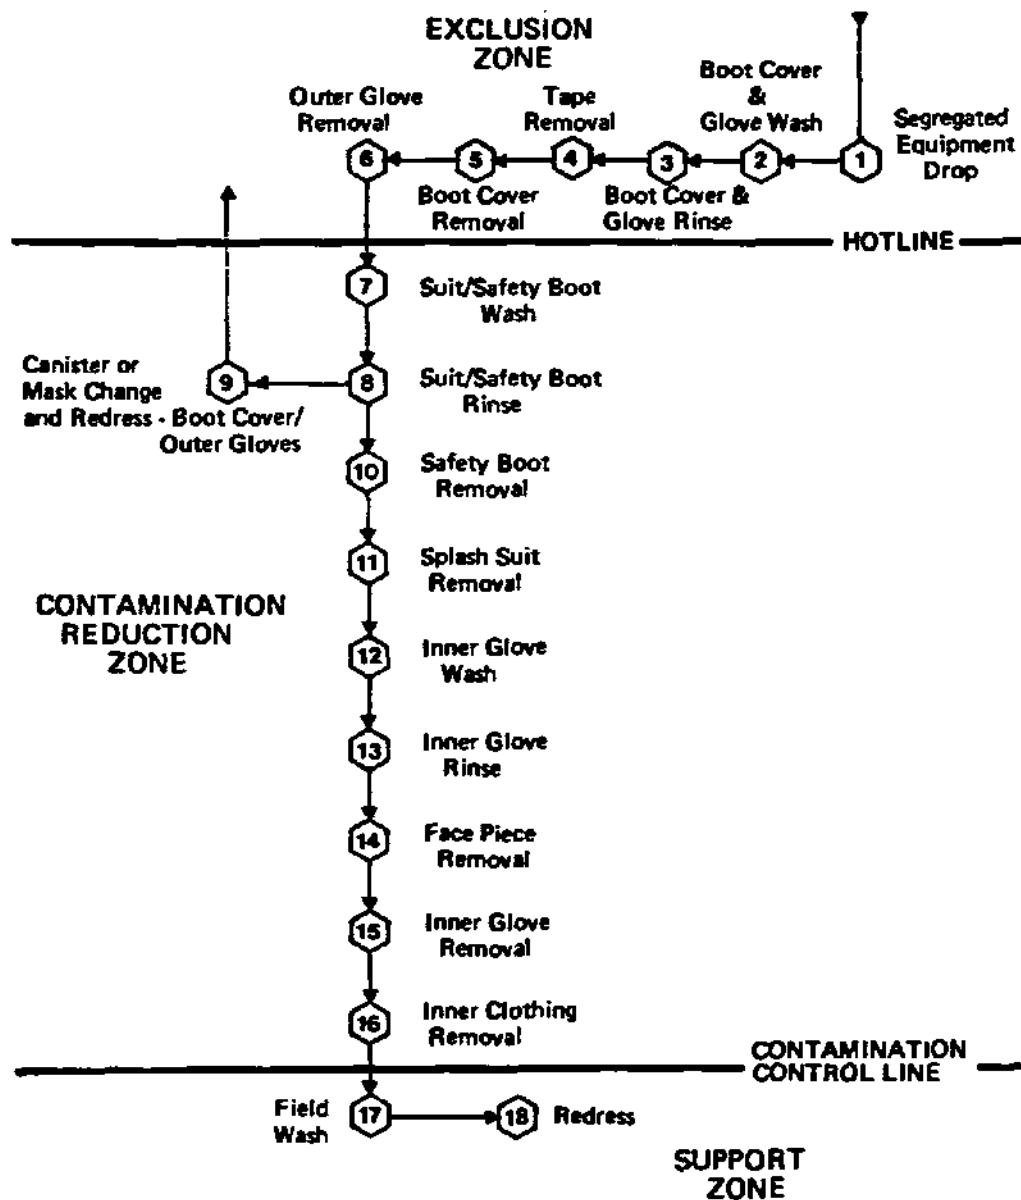 EXCLUSION
ZONE
Boot Cover
&
Glove Wash
Outer Glove
Removal
Tape
Removal
Segregated
Equipment
Drop
6
5
4
3
2
1
Boot Cover
Removal
Boot Cover &
Glove Rinse
HOTLINE
7
Suit/Safety Boot
Wash
Canister or
Mask Change
and Redress - Boot Cover/
Outer Gloves
9
8
Suit/Safety Boot
Rinse
10
Safety Boot
Removal
11
Splash Suit
Removal
CONTAMINATION
REDUCTION
ZONE
12
Inner Glove
Wash
13
Inner Glove
Rinse
14
Face Piece
Removal
15
Inner Glove
Removal
16
Inner Clothing
Removal
CONTAMINATION
CONTROL LINE
Field
Wash
17
18
Redress
SUPPORT
ZONE